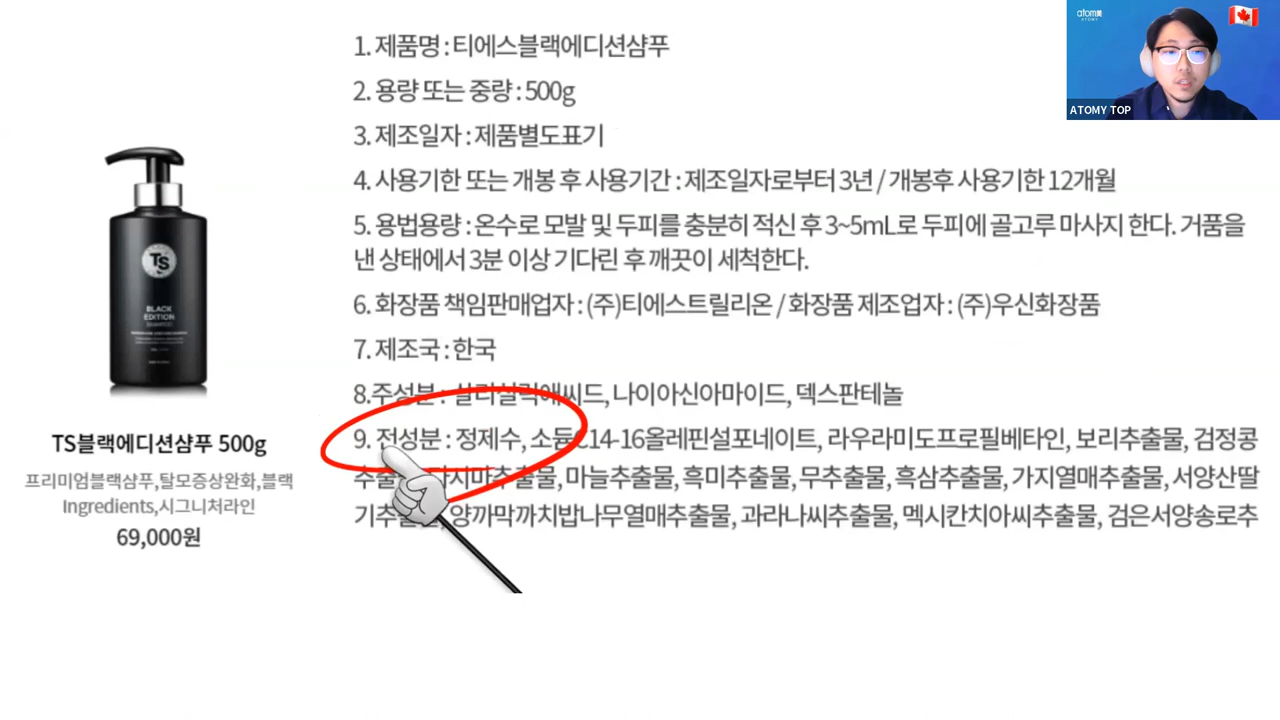 atom美
ATOMY
ATOMY TOP
1. 제품명 : 티에스블랙에디션샴푸
2. 용량 또는 중량 : 500g
3. 제조일자 : 제품별도표기
4. 사용기한 또는 개봉 후 사용기간 : 제조일자로부터 3년 / 개봉후 사용기한 12개월
5. 용법용량 : 온수로 모발 및 두피를 충분히 적신 후 3~5mL로 두피에 골고루 마사지 한다. 거품을
낸 상태에서 3분 이상 기다린 후 깨끗이 세척한다.
6. 화장품 책임판매업자 : (주)티에스트릴리온 / 화장품 제조업자 : (주)우신화장품
7. 제조국 : 한국
8.주성분 : 살리실릭애씨드, 나이아신아마이드, 덱스판테놀
9. 전성분 : 정제수, 소듐C14-16올레핀설포네이트, 라우라미도프로필베타인, 보리추출물, 검정콩
추출물, 다시마추출물, 마늘추출물, 흑미추출물, 무추출물, 흑삼추출물, 가지열매추출물, 서양산딸
기추출물, 양까막까치밥나무열매추출물, 과라나씨추출물, 멕시칸치아씨추출물, 검은서양송로추
TS
BLACK
EDITION
SHAMPOO
TS블랙에디션샴푸 500g
프리미엄블랙샴푸,탈모증상완화,블랙
Ingredients,시그니처라인
69,000원